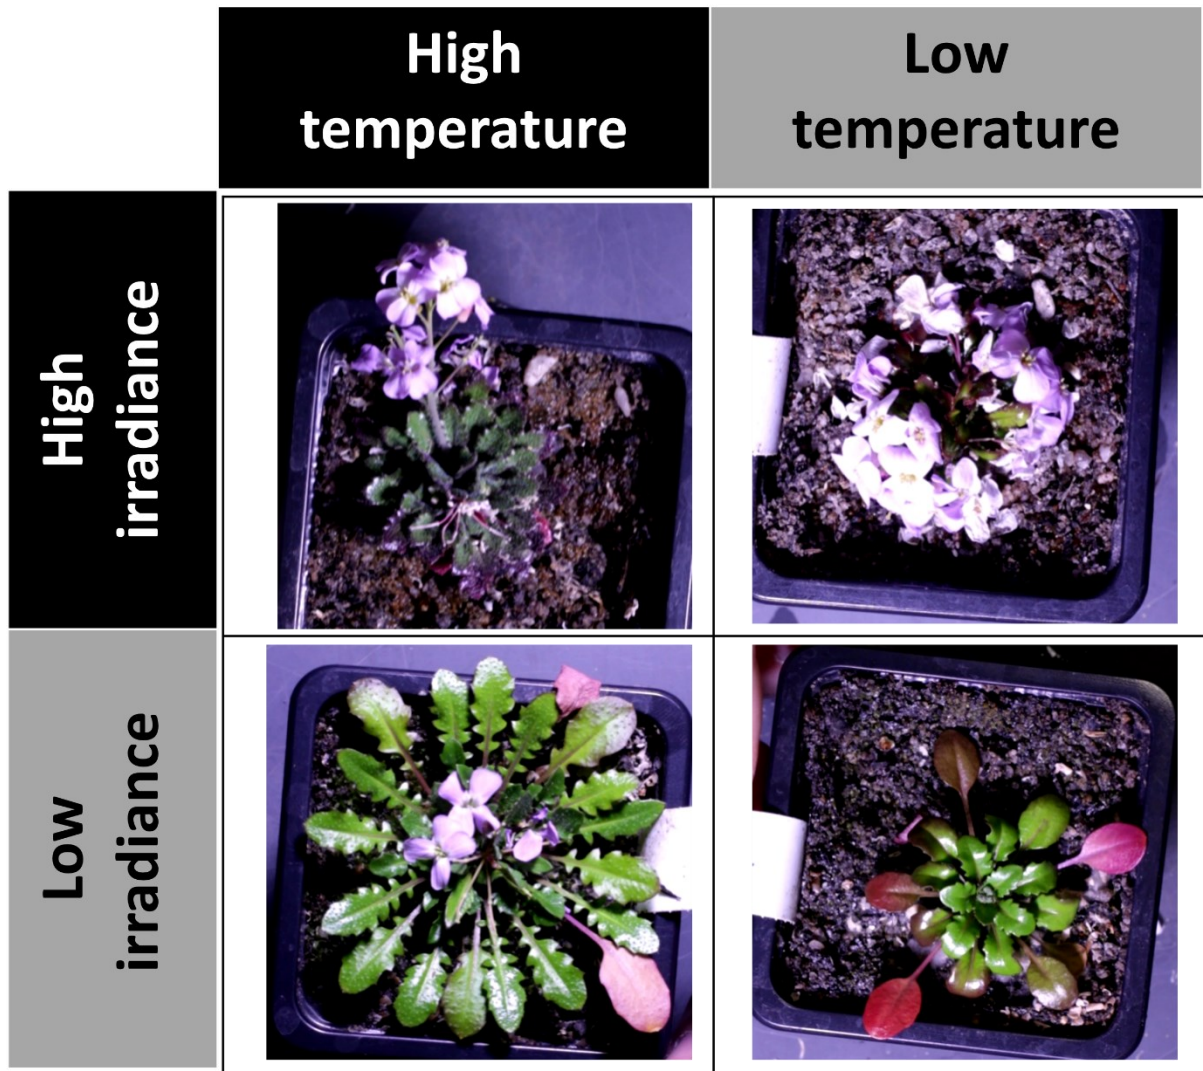 High
temperature
Low
temperature
High
irradiance
Low
irradiance